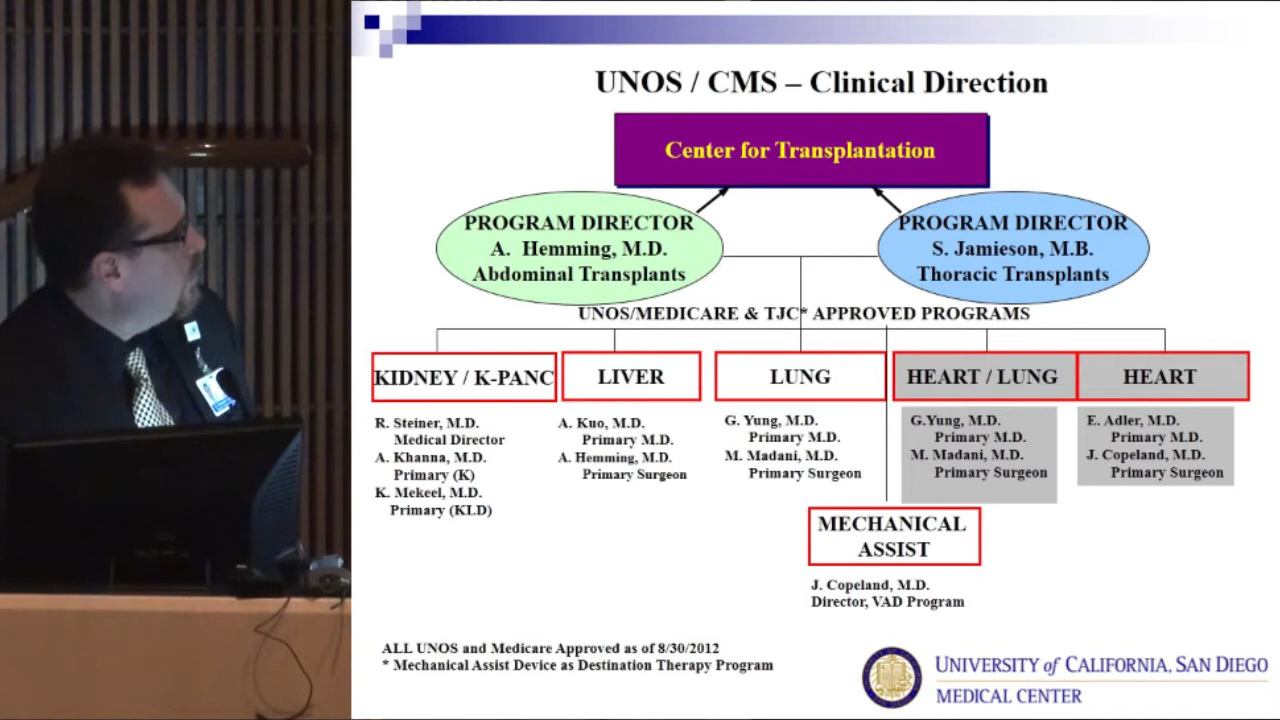 UNOS / CMS – Clinical Direction
Center for Transplantation
PROGRAM DIRECTOR
A. Hemming, M.D.
Abdominal Transplants
PROGRAM DIRECTOR
S. Jamieson, M.B.
Thoracic Transplants
UNOS/MEDICARE & TJC* APPROVED PROGRAMS
KIDNEY / K-PANC
R. Steiner, M.D.
Medical Director
A. Khanna, M.D.
Primary (K)
K. Mekeel, M.D.
Primary (KLD)
LIVER
A. Kuo, M.D.
Primary M.D.
A. Hemming, M.D.
Primary Surgeon
LUNG
G. Yung, M.D.
Primary M.D.
M. Madani, M.D.
Primary Surgeon
HEART / LUNG
G.Yung, M.D.
Primary M.D.
M. Madani, M.D.
Primary Surgeon
HEART
E. Adler, M.D.
Primary M.D.
J. Copeland, M.D.
Primary Surgeon
MECHANICAL
ASSIST
J. Copeland, M.D.
Director, VAD Program
ALL UNOS and Medicare Approved as of 8/30/2012
* Mechanical Assist Device as Destination Therapy Program
UNIVERSITY of CALIFORNIA, SAN DIEGO
MEDICAL CENTER